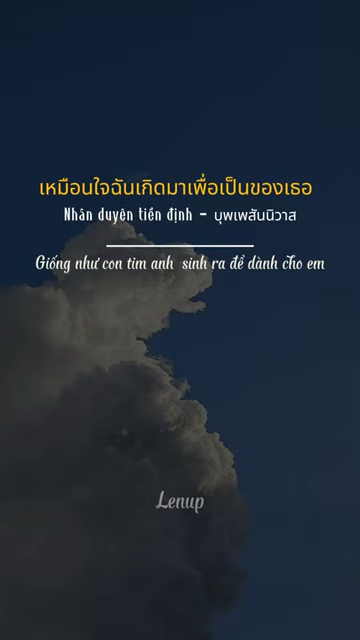 เหมือนใจฉันเกิดมาเพื่อเป็นของเธอ
Nhân duyên tiền định - บุพเพสันนิวาส
Giống như con tim anh sinh ra để dành cho em
Lenup